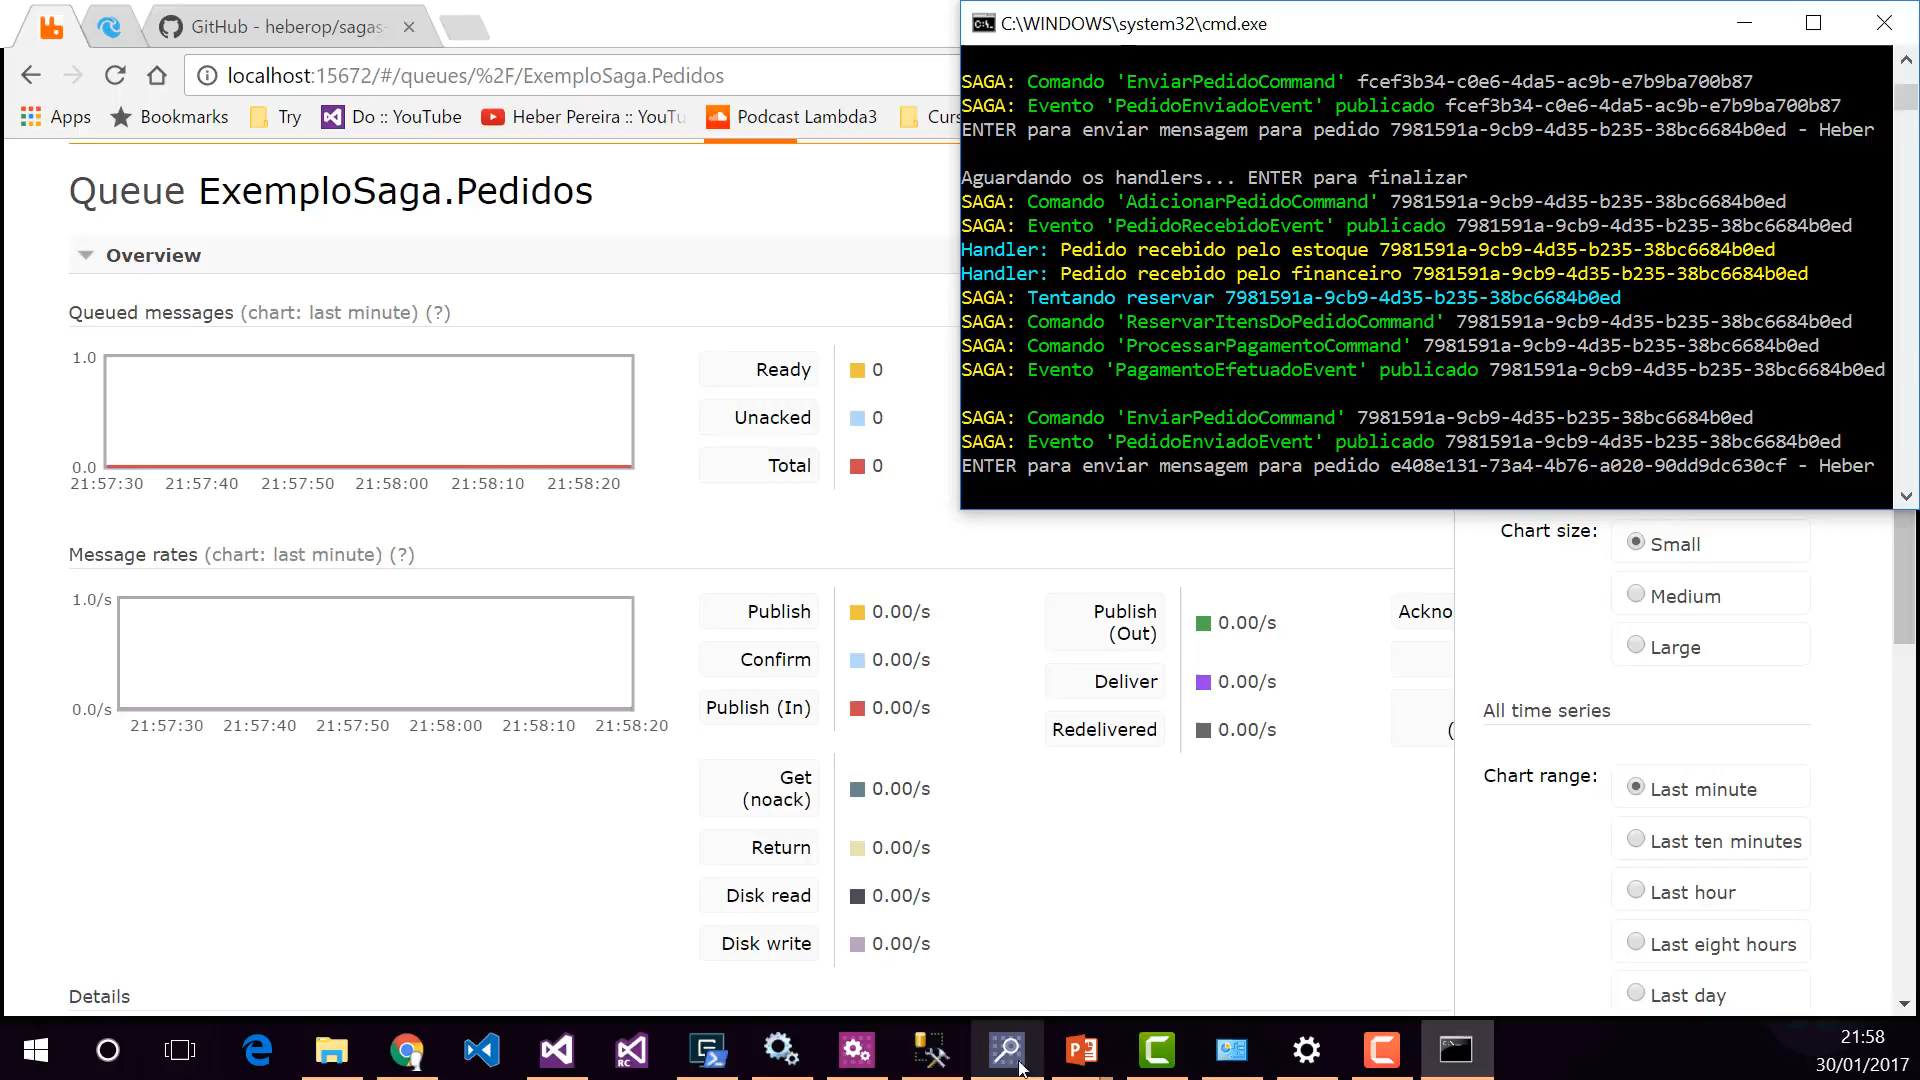 GitHub - heberop/sagas-
localhost:15672/#/queues/%2F/ExemploSaga.Pedidos
Apps
Bookmarks
Try
Do :: YouTube
Heber Pereira :: YouTu
Podcast Lambda3
Curs
C:\WINDOWS\system32\cmd.exe
SAGA: Comando 'EnviarPedidoCommand' fcef3b34-c0e6-4da5-ac9b-e7b9ba700b87
SAGA: Evento 'PedidoEnviadoEvent' publicado fcef3b34-c0e6-4da5-ac9b-e7b9ba700b87
ENTER para enviar mensagem para pedido 7981591a-9cb9-4d35-b235-38bc6684b0ed - Heber
Aguardando os handlers... ENTER para finalizar
SAGA: Comando 'AdicionarPedidoCommand' 7981591a-9cb9-4d35-b235-38bc6684b0ed
SAGA: Evento 'PedidoRecebidoEvent' publicado 7981591a-9cb9-4d35-b235-38bc6684b0ed
Handler: Pedido recebido pelo estoque 7981591a-9cb9-4d35-b235-38bc6684b0ed
Handler: Pedido recebido pelo financeiro 7981591a-9cb9-4d35-b235-38bc6684b0ed
SAGA: Tentando reservar 7981591a-9cb9-4d35-b235-38bc6684b0ed
SAGA: Comando 'ReservarItensDoPedidoCommand' 7981591a-9cb9-4d35-b235-38bc6684b0ed
SAGA: Comando 'ProcessarPagamentoCommand' 7981591a-9cb9-4d35-b235-38bc6684b0ed
SAGA: Evento 'PagamentoEfetuadoEvent' publicado 7981591a-9cb9-4d35-b235-38bc6684b0ed
SAGA: Comando 'EnviarPedidoCommand' 7981591a-9cb9-4d35-b235-38bc6684b0ed
SAGA: Evento 'PedidoEnviadoEvent' publicado 7981591a-9cb9-4d35-b235-38bc6684b0ed
ENTER para enviar mensagem para pedido e408e131-73a4-4b76-a020-90dd9dc630cf - Heber
Queue ExemploSaga.Pedidos
Overview
Queued messages (chart: last minute) (?)
1.0
0.0
21:57:30 21:57:40 21:57:50 21:58:00 21:58:10 21:58:20
Ready 0
Unacked 0
Total 0
Message rates (chart: last minute) (?)
1.0/s
0.0/s
21:57:30 21:57:40 21:57:50 21:58:00 21:58:10 21:58:20
Publish 0.00/s
Confirm 0.00/s
Publish (In) 0.00/s
Get
(noack) 0.00/s
Return 0.00/s
Disk read 0.00/s
Disk write 0.00/s
Publish
(Out) 0.00/s
Deliver 0.00/s
Redelivered 0.00/s
Ackno
(
Chart size:
Small
Medium
Large
All time series
Chart range:
Last minute
Last ten minutes
Last hour
Last eight hours
Last day
Details
RC
21:58
30/01/2017